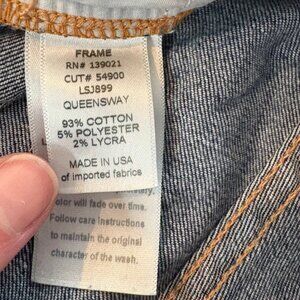 FRAME
RN# 139021
CUT# 54900
LSJ899
QUEENSWAY
93% COTTON
5% POLYESTER
2% LYCRA
MADE IN USA
of imported fabrics
color will fade over time.
Follow care instructions
to maintain the original
character of the wash.